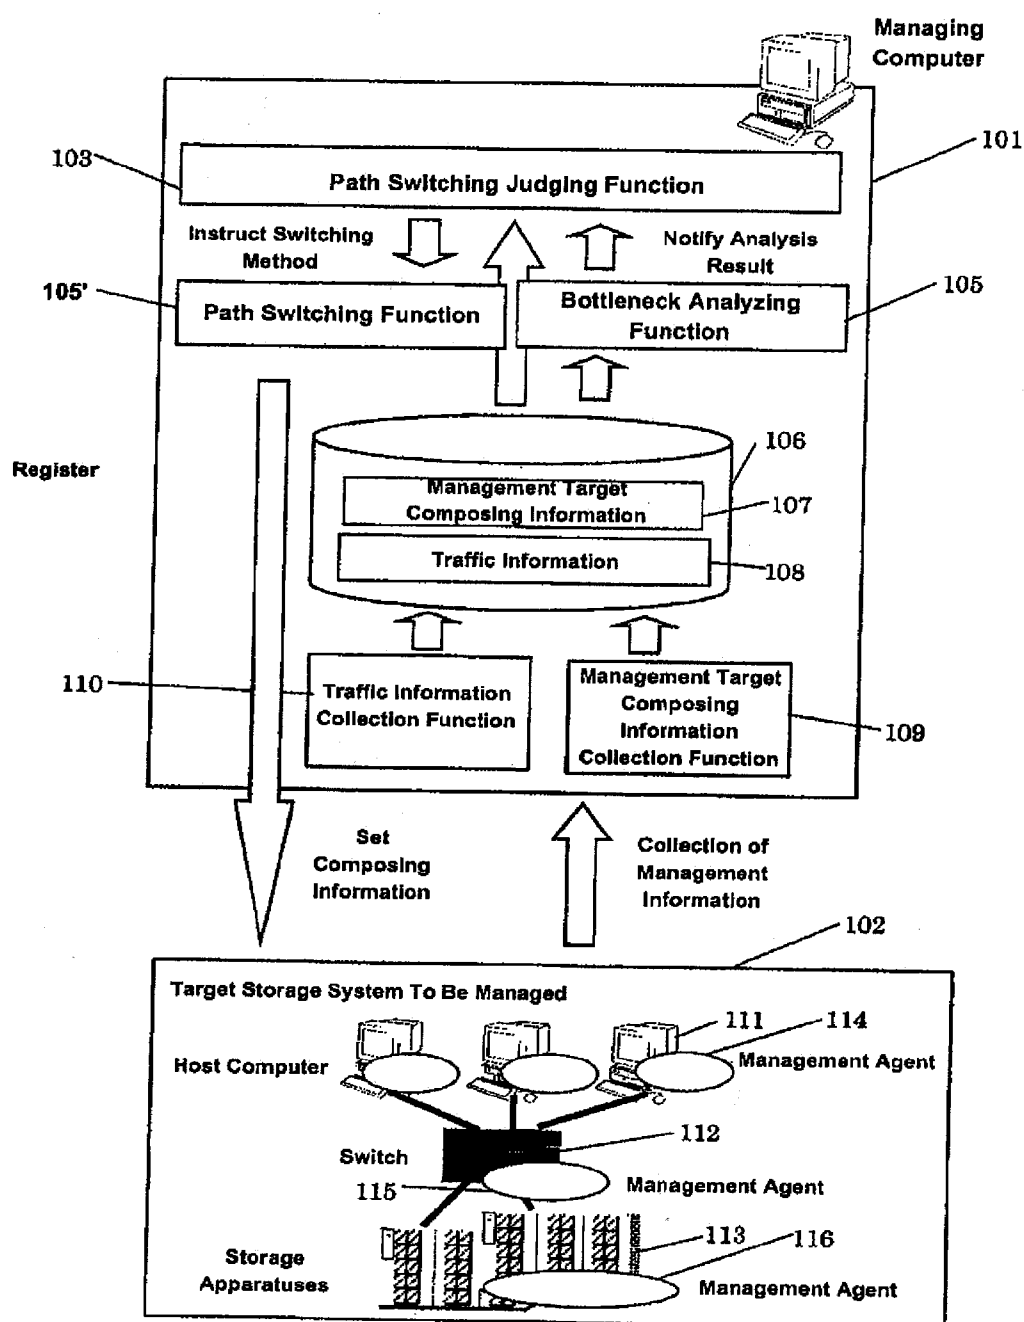 Managing
Computer
101
103
Path Switching Judging Function
Instruct Switching
Method
Notify Analysis
Result
105'
Path Switching Function
Bottleneck Analyzing
Function
105
Register
106
Management Target
Composing Information
107
Traffic Information
108
110
Traffic Information
Collection Function
Management Target
Composing
Information
Collection Function
109
Set
Composing
Information
Collection of
Management
Information
102
Target Storage System To Be Managed
111
114
Host Computer
Management Agent
112
Switch
115
Management Agent
113
116
Storage
Apparatuses
Management Agent